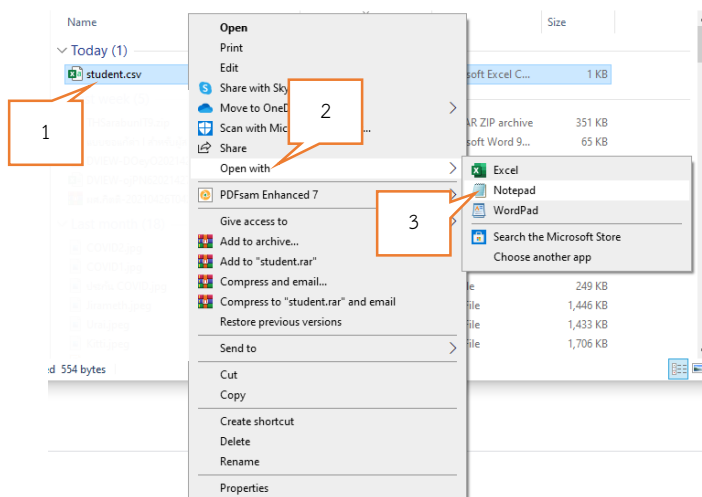 Name
Size
Today (1)
student.csv
soft Excel C...
1 KB
1
Open
Print
Edit
Share with Sky
Move to OneD
Scan with Mic
...
2
Share
Open with
PDFsam Enhanced 7
Give access to
Add to archive...
Add to "student.rar"
Compress and email...
Compress to "student.rar" and email
Restore previous versions
Send to
Cut
Copy
Create shortcut
Delete
Rename
Properties
AR ZIP archive
351 KB
soft Word 9...
65 KB
Excel
Notepad
WordPad
Search the Microsoft Store
Choose another app
3
le
249 KB
File
1,446 KB
File
1,433 KB
File
1,706 KB
d 554 bytes